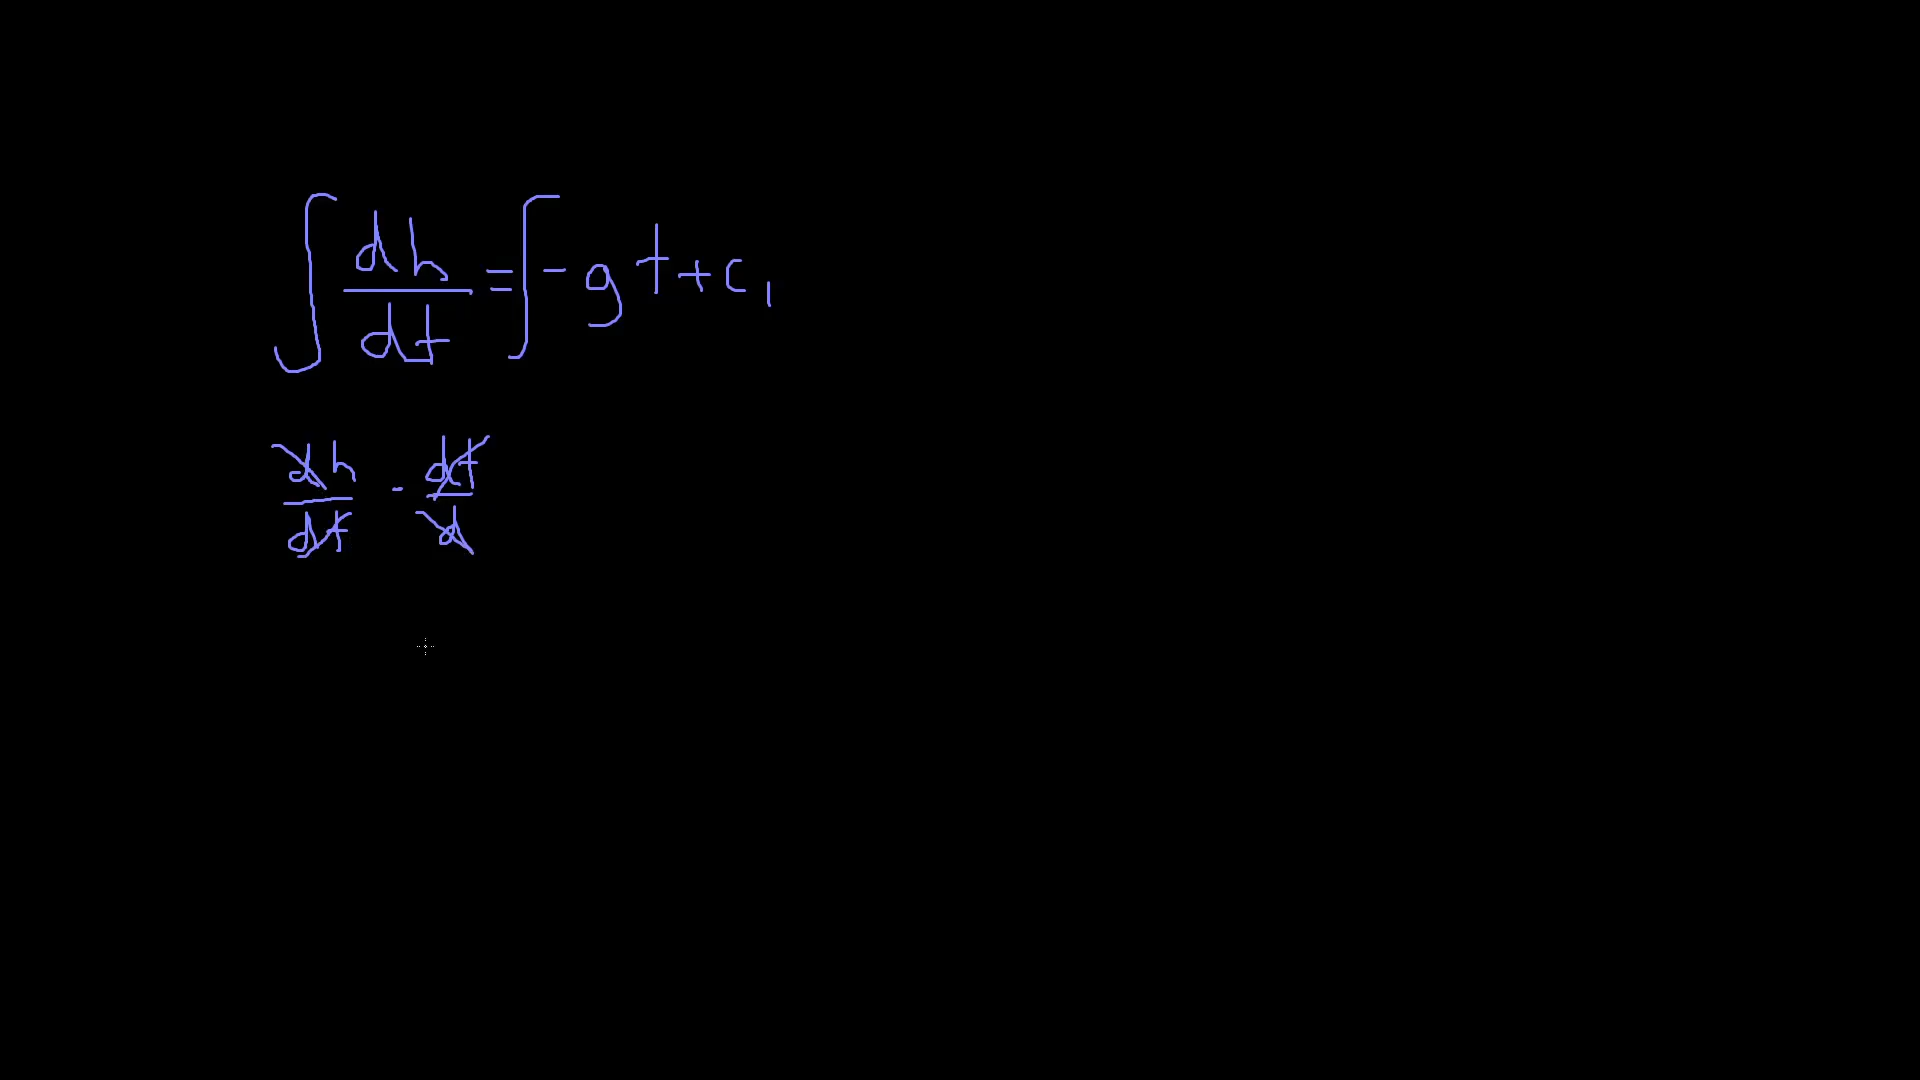 ∫ dh/dt = ∫ -gt + c₁
dh/dt · dt/d